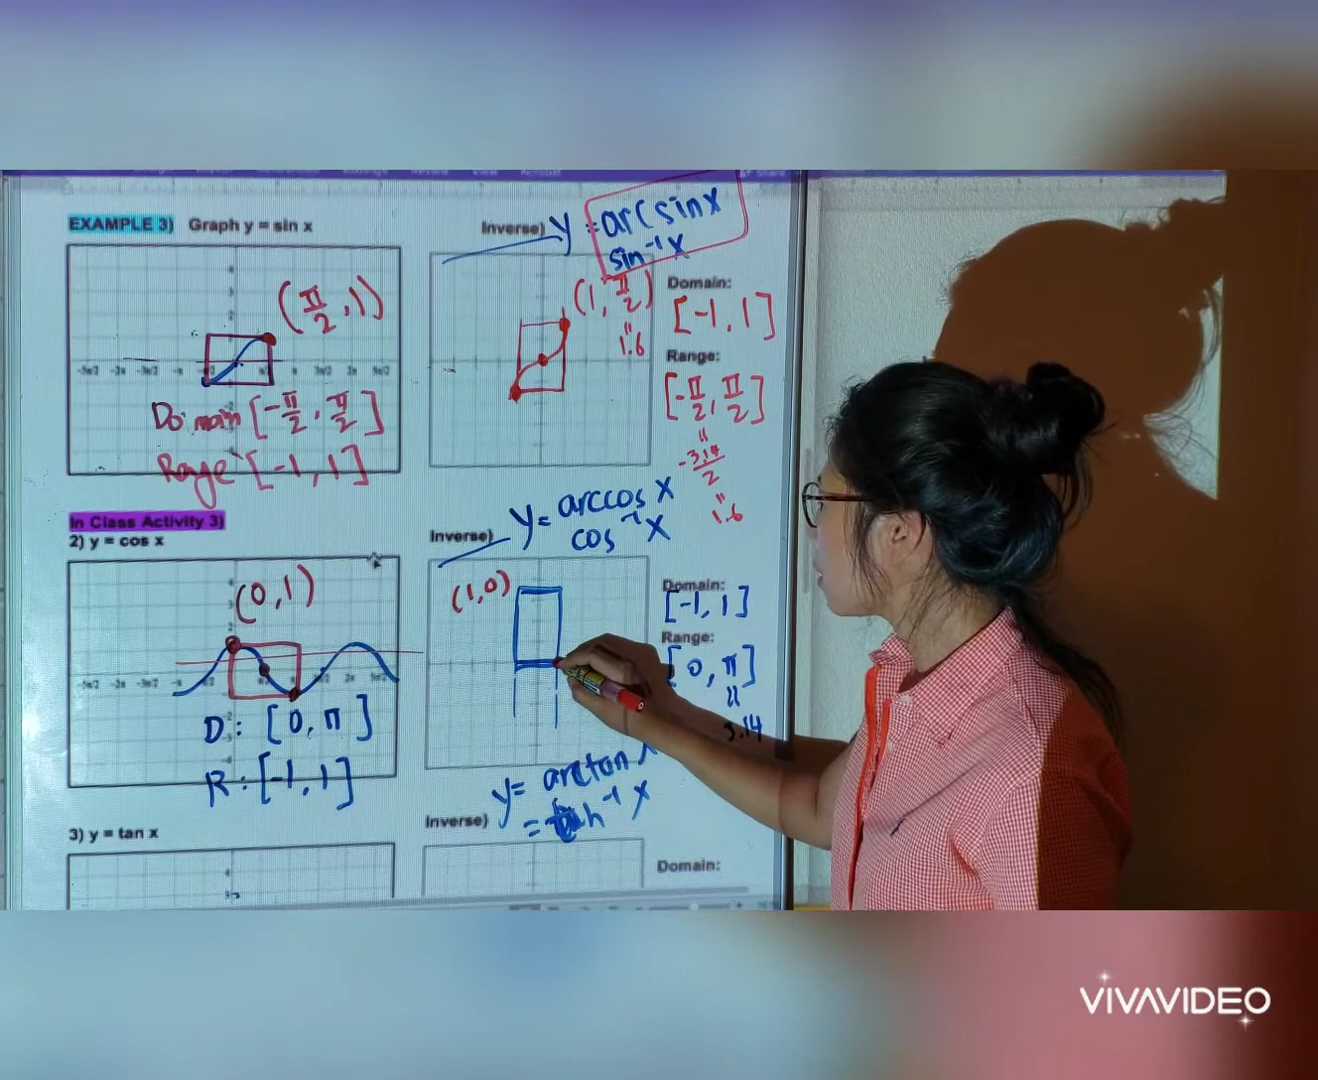 EXAMPLE 3) Graph y = sin x
Inverse) y = arcsin x
sin⁻¹ x
(π/2, 1)
(1, π/2)
"
1.6
Domain:
[-1, 1]
Range:
[-π/2, π/2]
"
-3.14/2
"
1.6
Domain [-π/2, π/2]
Range [-1, 1]
In Class Activity 3)
2) y = cos x
Inverse) y = arccos x
cos⁻¹ x
(0, 1)
(1, 0)
Domain:
[-1, 1]
Range:
[0, π]
"
3.14
D: [0, π]
R: [-1, 1]
3) y = tan x
Inverse)
y = arctan x
= tan⁻¹ x
Domain:
VIVAVIDEO